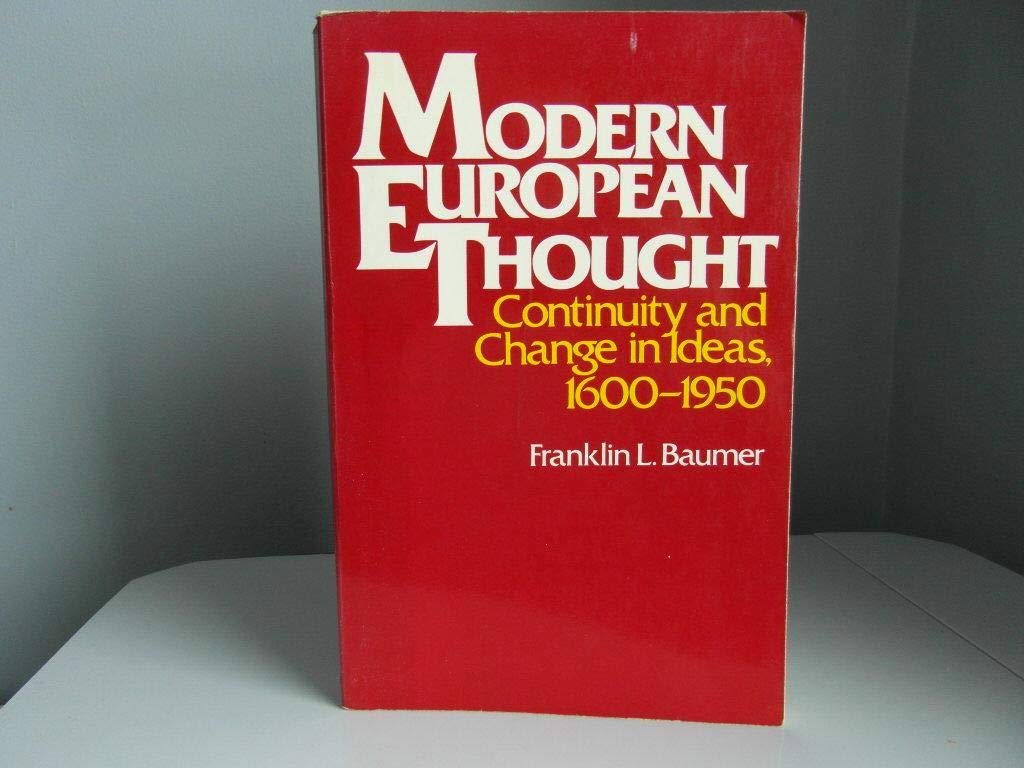 MODERN
EUROPEAN
THOUGHT
Continuity and
Change in Ideas,
1600–1950
Franklin L. Baumer